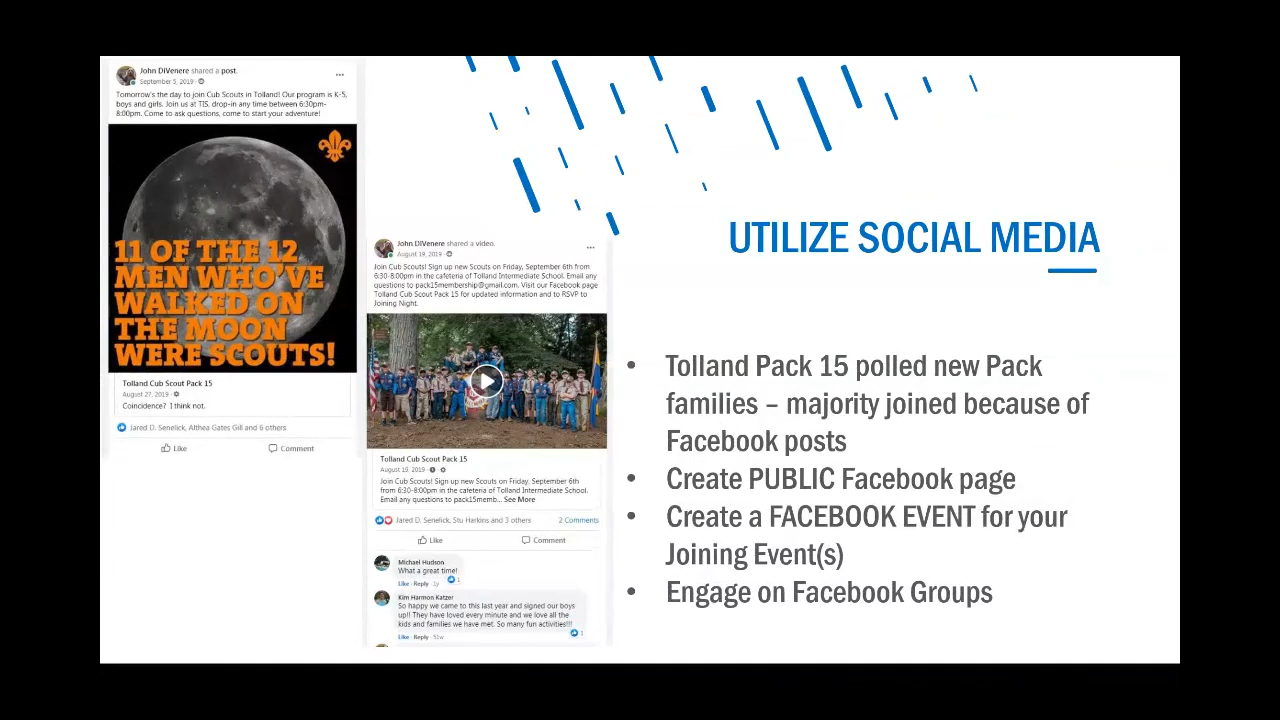 John DiVenere shared a post.
September 5, 2019
Tomorrow's the day to join Cub Scouts in Tolland! Our program is K-5,
boys and girls. Join us at TIS, drop-in any time between 6:30pm-
8:00pm. Come to ask questions, come to start your adventure!
11 OF THE 12
MEN WHO'VE
WALKED ON
THE MOON
WERE SCOUTS!
Tolland Cub Scout Pack 15
August 27, 2019
Coincidence? I think not.
Jared D. Senelick, Althea Gates Gill and 6 others
Like Comment
John DiVenere shared a video.
August 19, 2019
Join Cub Scouts! Sign up new Scouts on Friday, September 6th from
6:30-8:00pm in the cafeteria of Tolland Intermediate School. Email any
questions to pack15membership@gmail.com. Visit our Facebook page
Tolland Cub Scout Pack 15 for updated information and to RSVP to
Joining Night.
Tolland Cub Scout Pack 15
August 19, 2019
Join Cub Scouts! Sign up new Scouts on Friday, September 6th
from 6:30-8:00pm in the cafeteria of Tolland Intermediate School.
Email any questions to pack15memb... See More
Jared D. Senelick, Stu Harkins and 3 others 2 Comments
Like Comment
Michael Hudson
What a great time!
Like · Reply · 1y 1
Kim Harmon Katzer
So happy we came to this last year and signed our boys
up!! They have loved every minute and we love all the
kids and families we have met. So many fun activities!!!
Like · Reply · 51w 1
UTILIZE SOCIAL MEDIA
• Tolland Pack 15 polled new Pack
families – majority joined because of
Facebook posts
• Create PUBLIC Facebook page
• Create a FACEBOOK EVENT for your
Joining Event(s)
• Engage on Facebook Groups